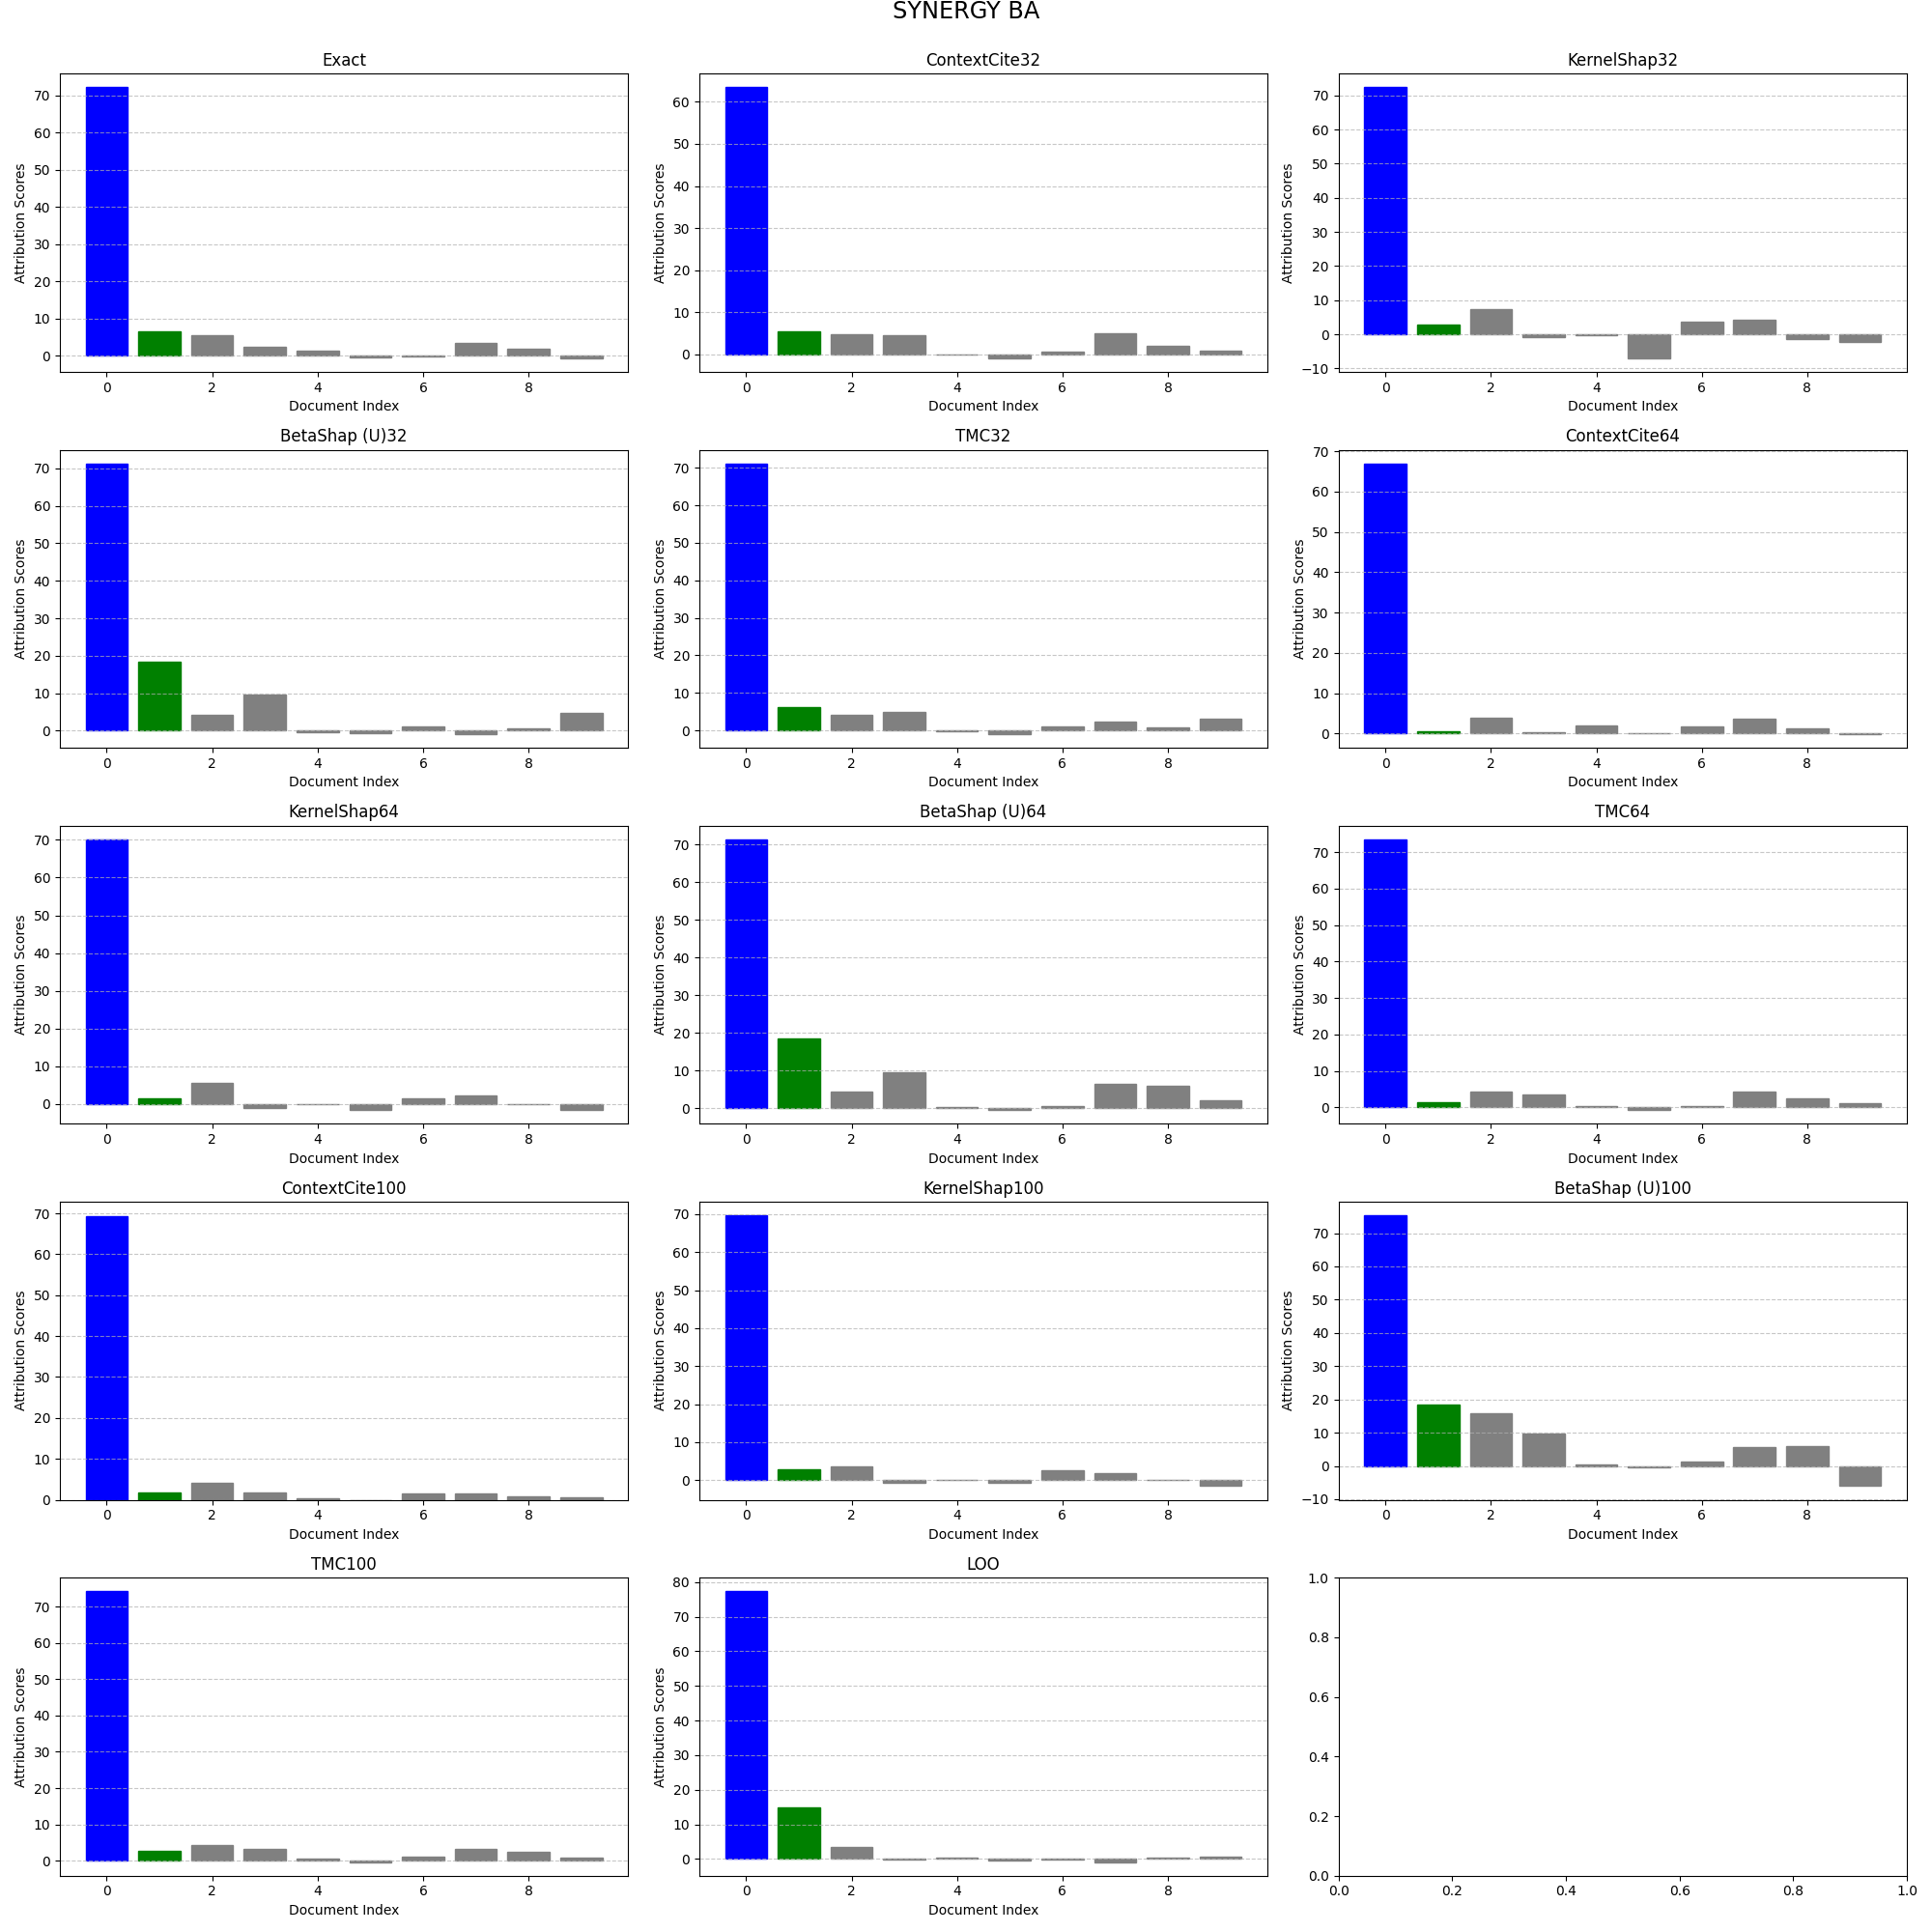 SYNERGY BA
Exact
ContextCite32
KernelShap32
70
60
50
40
30
20
10
0
Attribution Scores
0 2 4 6 8
Document Index
60
50
40
30
20
10
0
Attribution Scores
0 2 4 6 8
Document Index
70
60
50
40
30
20
10
0
−10
Attribution Scores
0 2 4 6 8
Document Index
BetaShap (U)32
TMC32
ContextCite64
70
60
50
40
30
20
10
0
Attribution Scores
0 2 4 6 8
Document Index
70
60
50
40
30
20
10
0
Attribution Scores
0 2 4 6 8
Document Index
70
60
50
40
30
20
10
0
Attribution Scores
0 2 4 6 8
Document Index
KernelShap64
BetaShap (U)64
TMC64
70
60
50
40
30
20
10
0
Attribution Scores
0 2 4 6 8
Document Index
70
60
50
40
30
20
10
0
Attribution Scores
0 2 4 6 8
Document Index
70
60
50
40
30
20
10
0
Attribution Scores
0 2 4 6 8
Document Index
ContextCite100
KernelShap100
BetaShap (U)100
70
60
50
40
30
20
10
0
Attribution Scores
0 2 4 6 8
Document Index
70
60
50
40
30
20
10
0
Attribution Scores
0 2 4 6 8
Document Index
70
60
50
40
30
20
10
0
−10
Attribution Scores
0 2 4 6 8
Document Index
TMC100
LOO
70
60
50
40
30
20
10
0
Attribution Scores
0 2 4 6 8
Document Index
80
70
60
50
40
30
20
10
0
Attribution Scores
0 2 4 6 8
Document Index
1.0
0.8
0.6
0.4
0.2
0.0
0.0 0.2 0.4 0.6 0.8 1.0